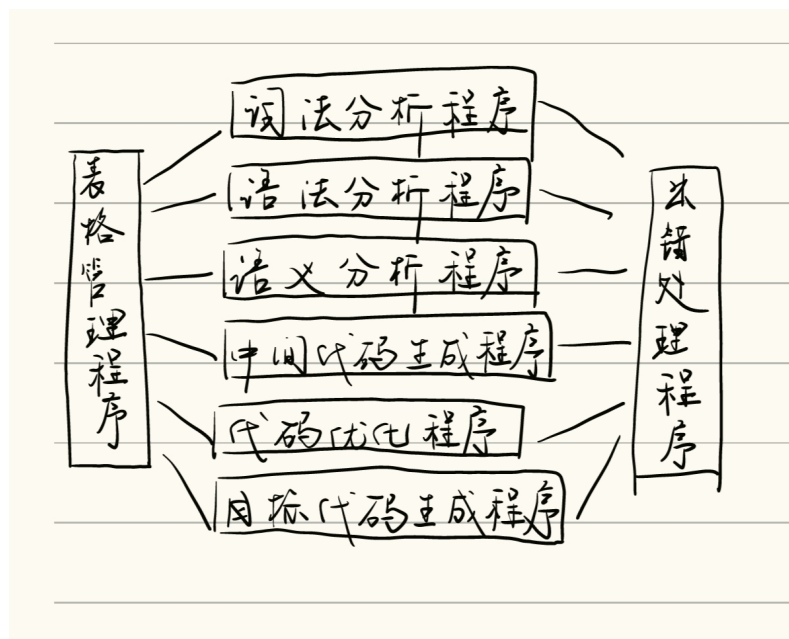 词法分析程序
语法分析程序
语义分析程序
中间代码生成程序
代码优化程序
目标代码生成程序
表格管理程序
出错处理程序